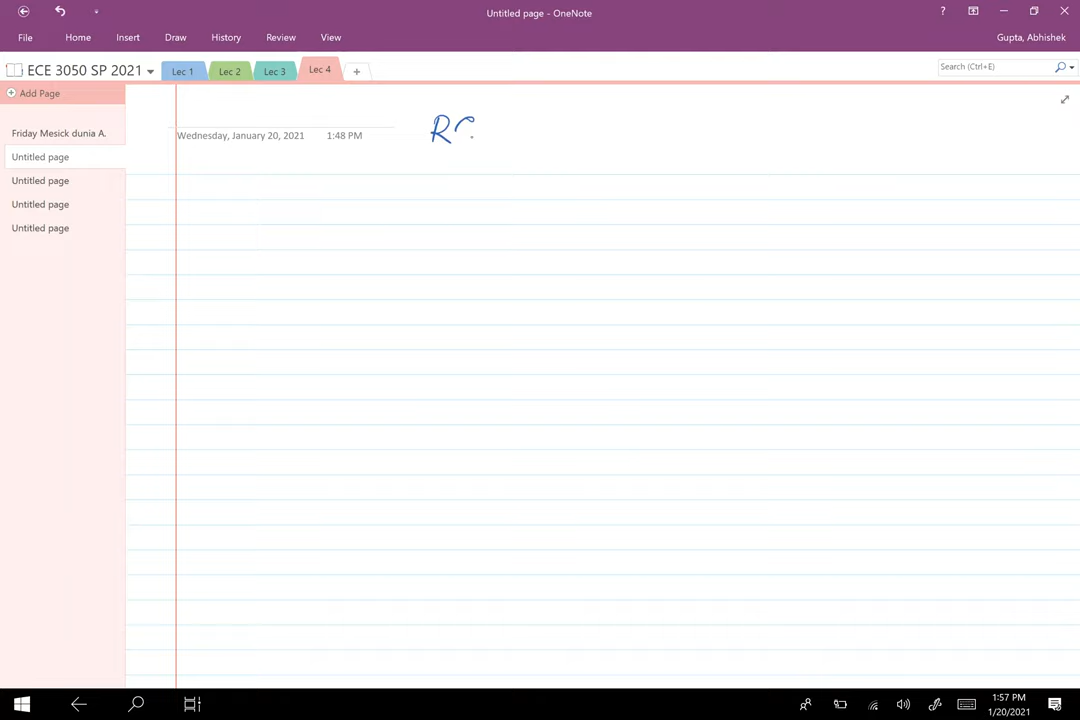 Untitled page - OneNote
?
File Home Insert Draw History Review View
Gupta, Abhishek
ECE 3050 SP 2021
Lec 1 Lec 2 Lec 3 Lec 4 +
Search (Ctrl+E)
Add Page
Friday Mesick dunia A.
Untitled page
Untitled page
Untitled page
Untitled page
Wednesday, January 20, 2021 1:48 PM
R
1:57 PM
1/20/2021